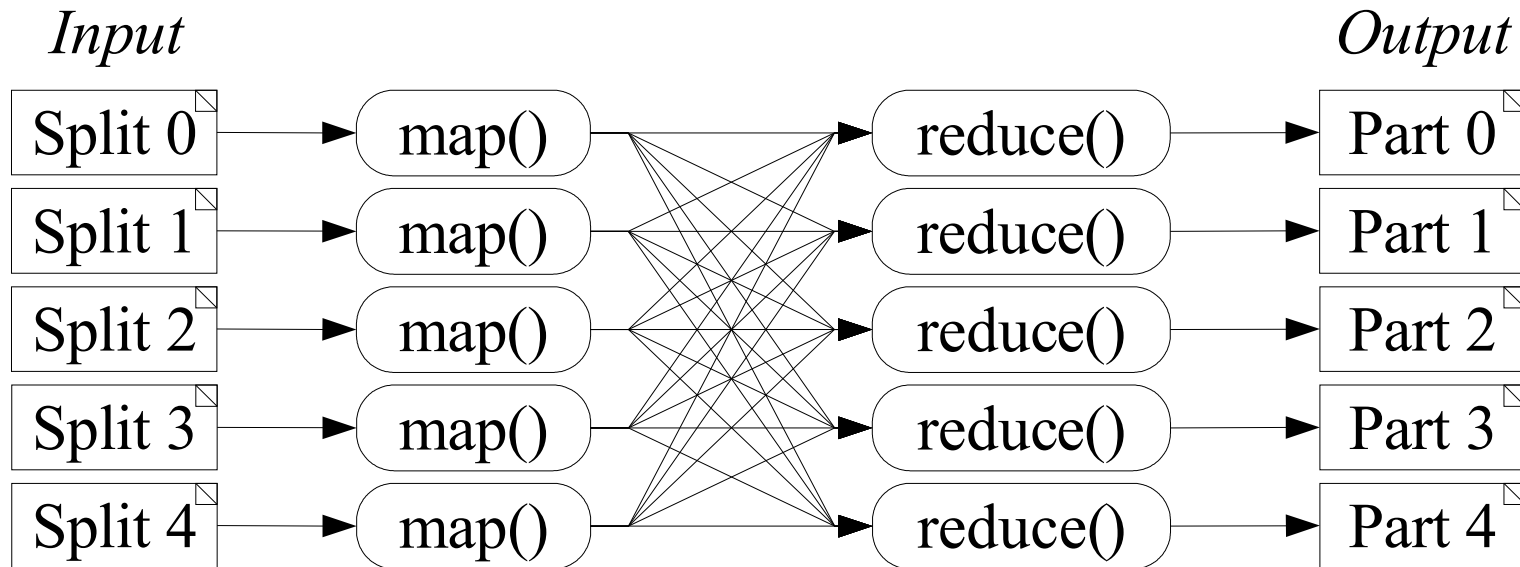 Input Output
Split 0 map() reduce() Part 0
Split 1 map() reduce() Part 1
Split 2 map() reduce() Part 2
Split 3 map() reduce() Part 3
Split 4 map() reduce() Part 4